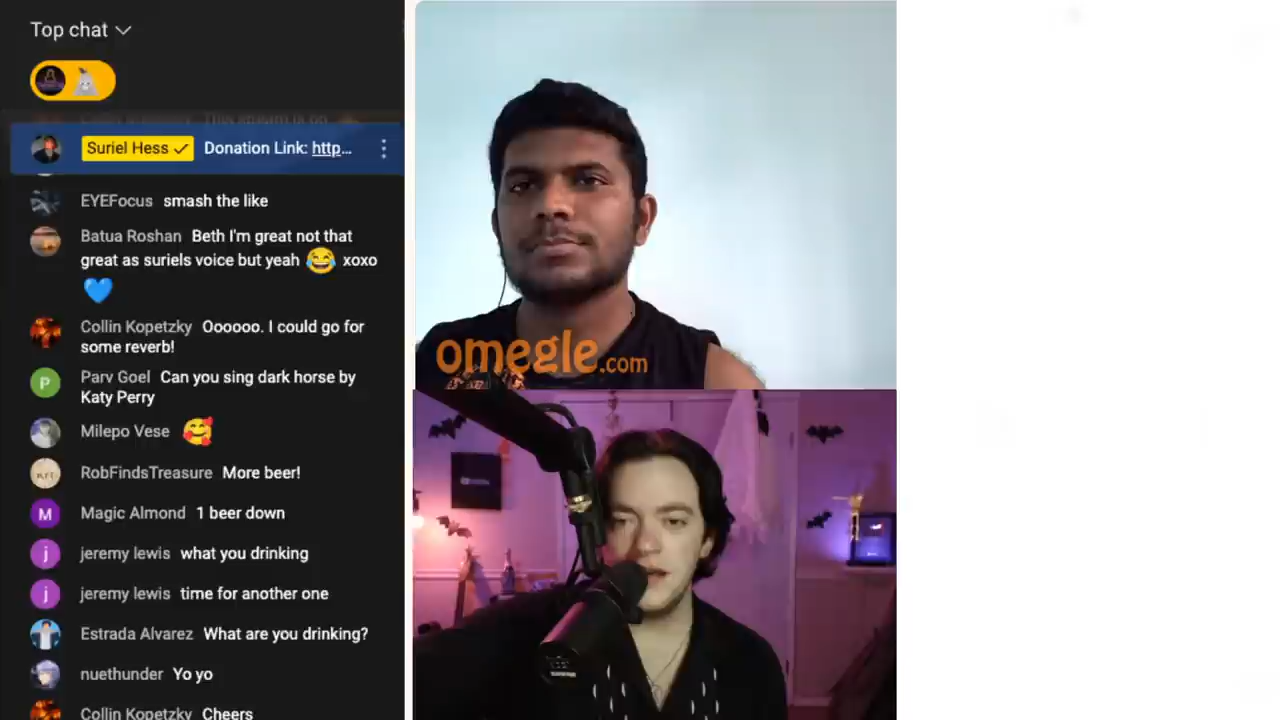 Top chat
This stream is on
Suriel Hess Donation Link: http...
EYEFocus smash the like
Batua Roshan Beth I'm great not that
great as suriels voice but yeah 😂 xoxo
💙
Collin Kopetzky Oooooo. I could go for
some reverb!
Parv Goel Can you sing dark horse by
Katy Perry
Milepo Vese 🥰
RobFindsTreasure More beer!
Magic Almond 1 beer down
jeremy lewis what you drinking
jeremy lewis time for another one
Estrada Alvarez What are you drinking?
nuethunder Yo yo
Collin Kopetzky Cheers
P
M
j
j
omegle.com